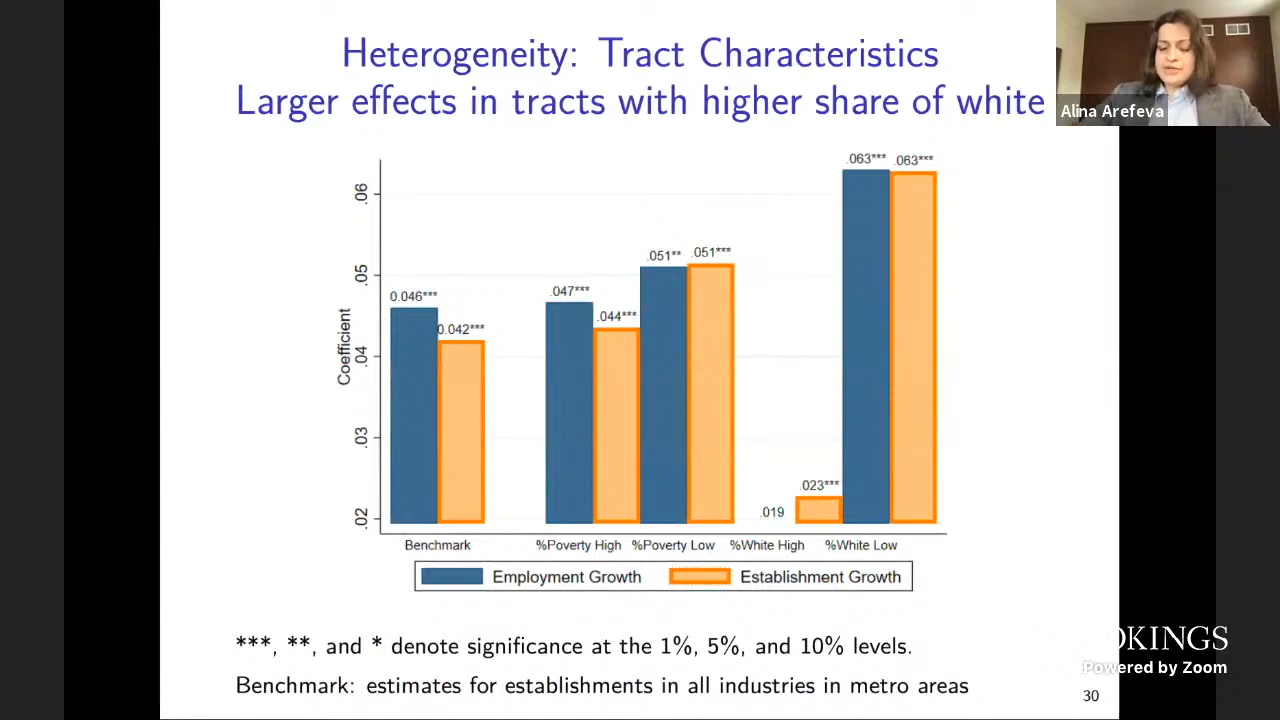 Heterogeneity: Tract Characteristics
Larger effects in tracts with higher share of white
Alina Arefeva
.063*** .063***
.051** .051***
0.046*** .047***
0.042*** .044***
.023***
.019
Coefficient
.06
.05
.04
.03
.02
Benchmark %Poverty High %Poverty Low %White High %White Low
Employment Growth Establishment Growth
***, **, and * denote significance at the 1%, 5%, and 10% levels.
Benchmark: estimates for establishments in all industries in metro areas
Powered by Zoom
30